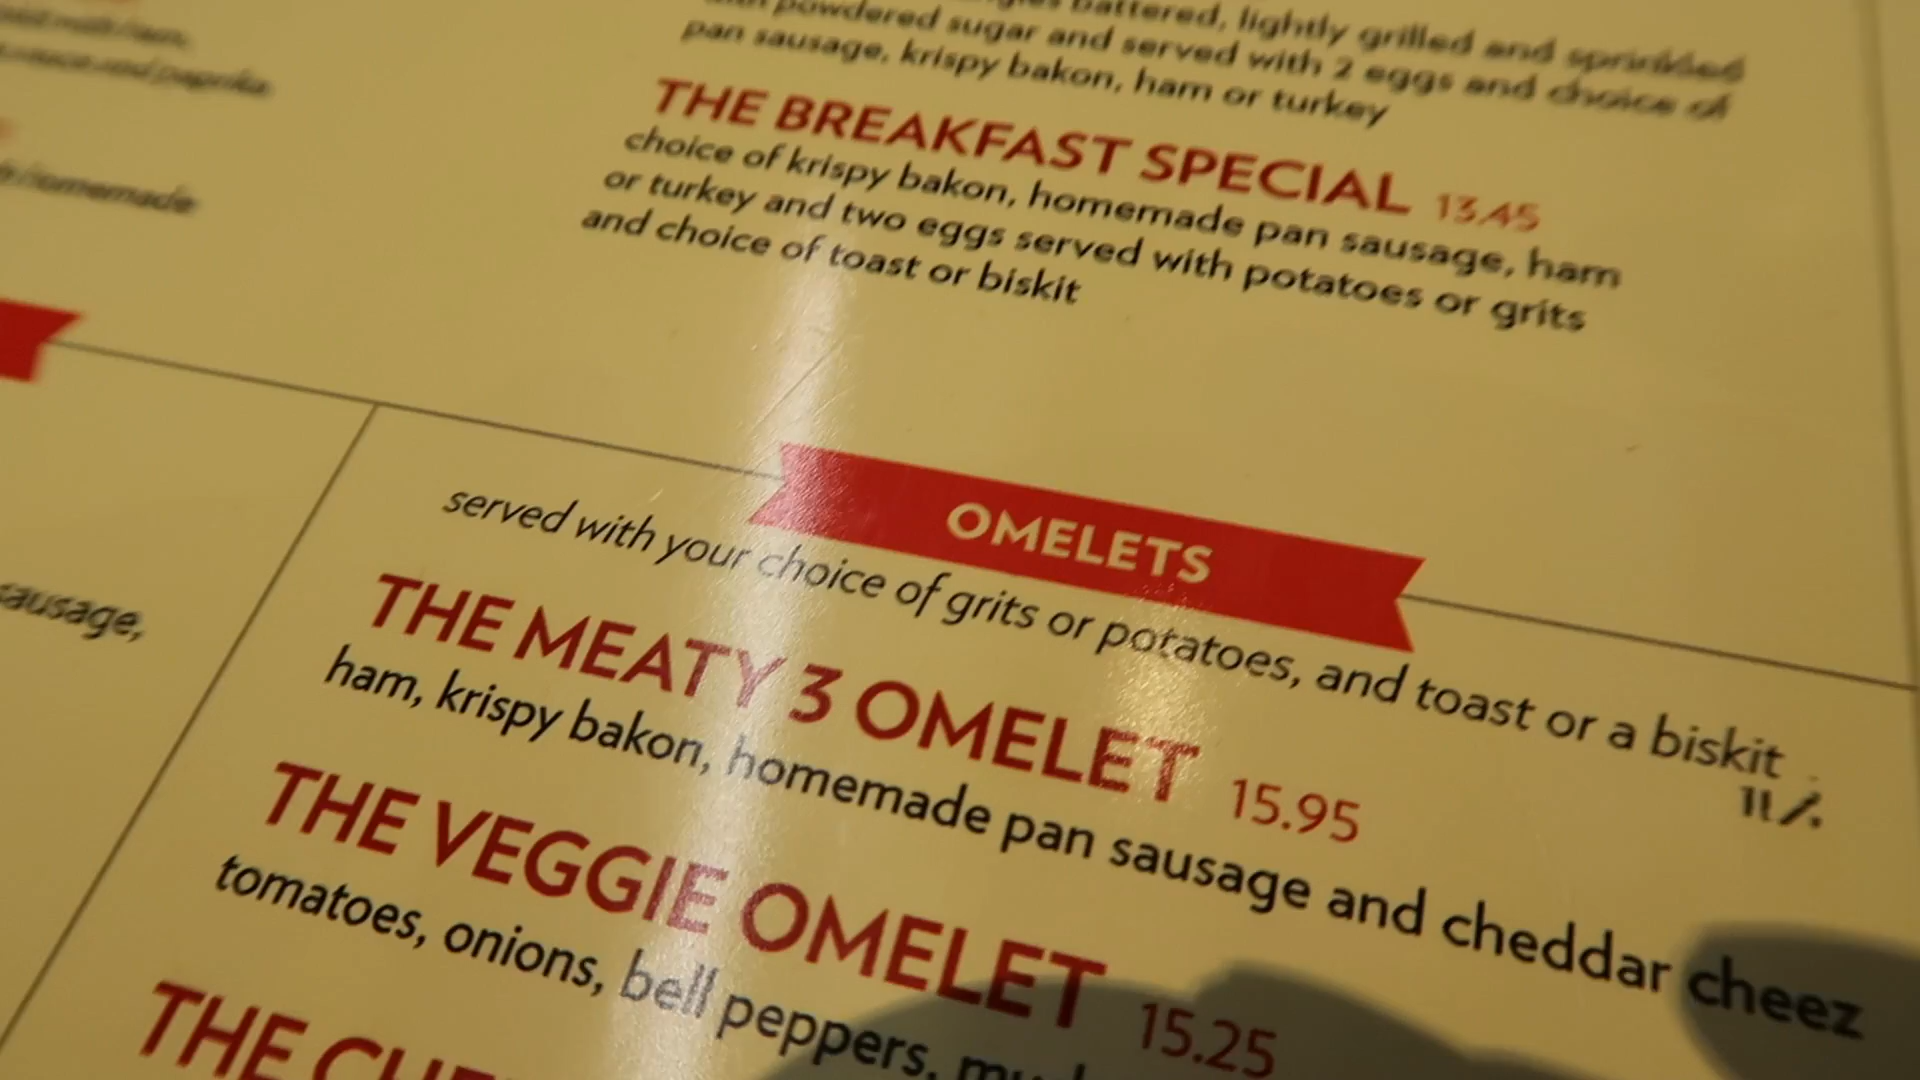 battered, lightly grilled and sprinkled
powdered sugar and served with 2 eggs and choice of
pan sausage, krispy bakon, ham or turkey
THE BREAKFAST SPECIAL 13.45
choice of krispy bakon, homemade pan sausage, ham
or turkey and two eggs served with potatoes or grits
and choice of toast or biskit
homemade
sausage,
OMELETS
served with your choice of grits or potatoes, and toast or a biskit
THE MEATY 3 OMELET 15.95
ham, krispy bakon, homemade pan sausage and cheddar cheez
THE VEGGIE OMELET 15.25
tomatoes, onions, bell peppers,
THE